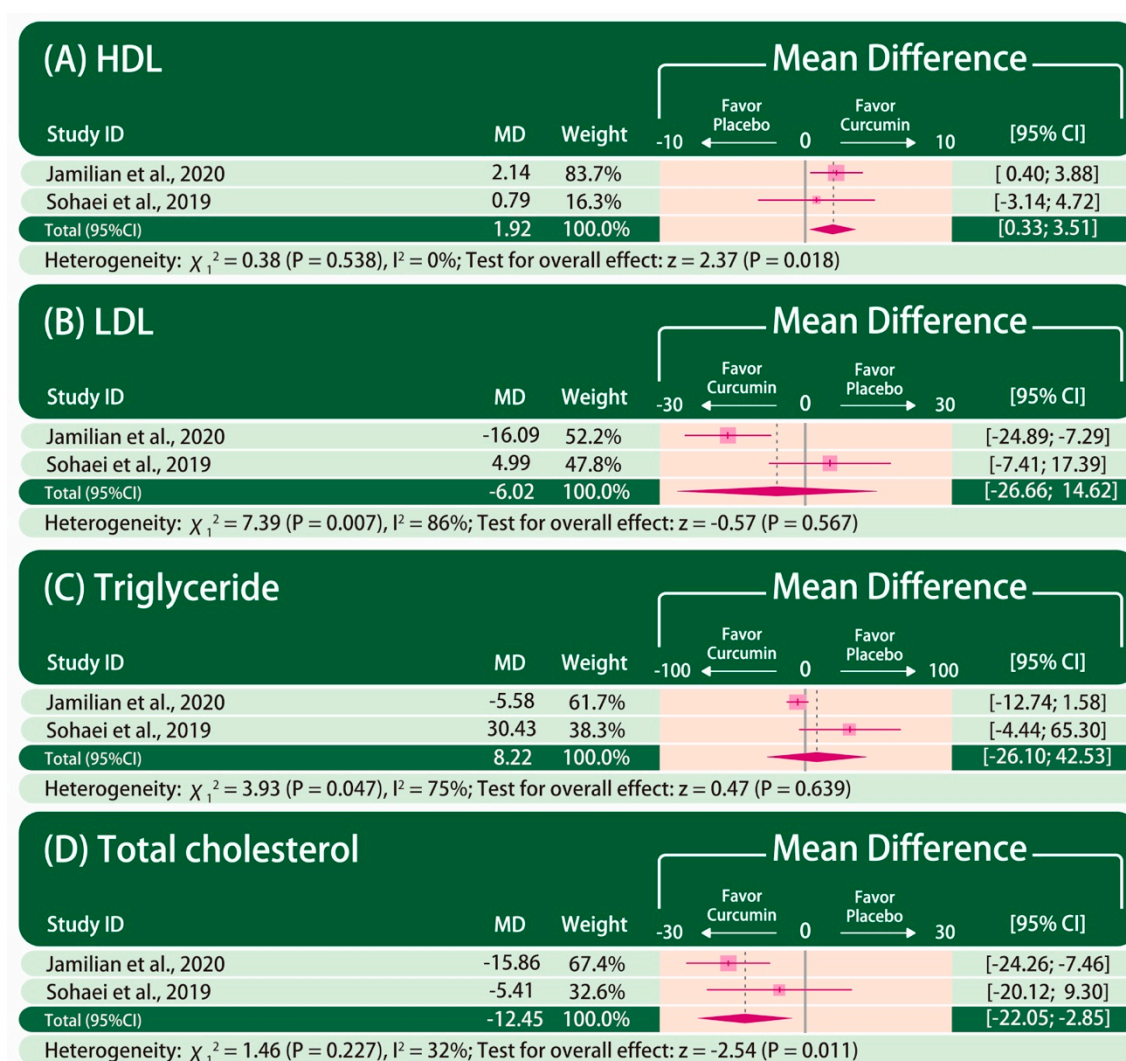 (A) HDL
Mean Difference
Favor Placebo
Favor Curcumin
Study ID MD Weight -10 0 10 [95% CI]
Jamilian et al., 2020 2.14 83.7% [ 0.40; 3.88]
Sohaei et al., 2019 0.79 16.3% [-3.14; 4.72]
Total (95%CI) 1.92 100.0% [0.33; 3.51]
Heterogeneity: χ₁² = 0.38 (P = 0.538), I² = 0%; Test for overall effect: z = 2.37 (P = 0.018)
(B) LDL
Mean Difference
Favor Curcumin
Favor Placebo
Study ID MD Weight -30 0 30 [95% CI]
Jamilian et al., 2020 -16.09 52.2% [-24.89; -7.29]
Sohaei et al., 2019 4.99 47.8% [-7.41; 17.39]
Total (95%CI) -6.02 100.0% [-26.66; 14.62]
Heterogeneity: χ₁² = 7.39 (P = 0.007), I² = 86%; Test for overall effect: z = -0.57 (P = 0.567)
(C) Triglyceride
Mean Difference
Favor Curcumin
Favor Placebo
Study ID MD Weight -100 0 100 [95% CI]
Jamilian et al., 2020 -5.58 61.7% [-12.74; 1.58]
Sohaei et al., 2019 30.43 38.3% [-4.44; 65.30]
Total (95%CI) 8.22 100.0% [-26.10; 42.53]
Heterogeneity: χ₁² = 3.93 (P = 0.047), I² = 75%; Test for overall effect: z = 0.47 (P = 0.639)
(D) Total cholesterol
Mean Difference
Favor Curcumin
Favor Placebo
Study ID MD Weight -30 0 30 [95% CI]
Jamilian et al., 2020 -15.86 67.4% [-24.26; -7.46]
Sohaei et al., 2019 -5.41 32.6% [-20.12; 9.30]
Total (95%CI) -12.45 100.0% [-22.05; -2.85]
Heterogeneity: χ₁² = 1.46 (P = 0.227), I² = 32%; Test for overall effect: z = -2.54 (P = 0.011)